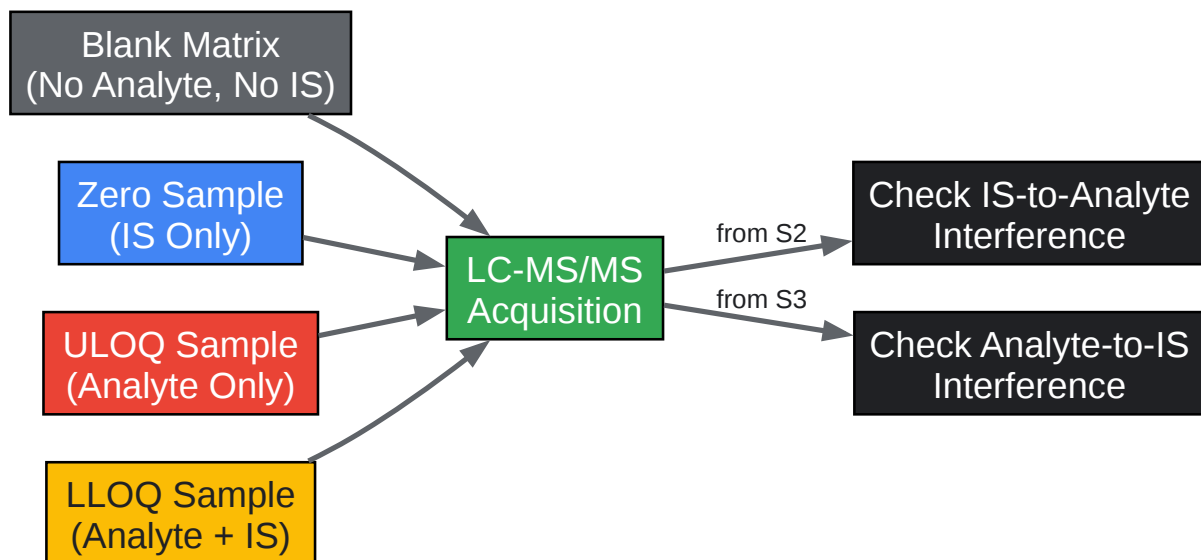 Blank Matrix
(No Analyte, No IS)
Zero Sample
(IS Only)
ULOQ Sample
(Analyte Only)
LLOQ Sample
(Analyte + IS)
LC-MS/MS
Acquisition
from S2
from S3
Check IS-to-Analyte
Interference
Check Analyte-to-IS
Interference